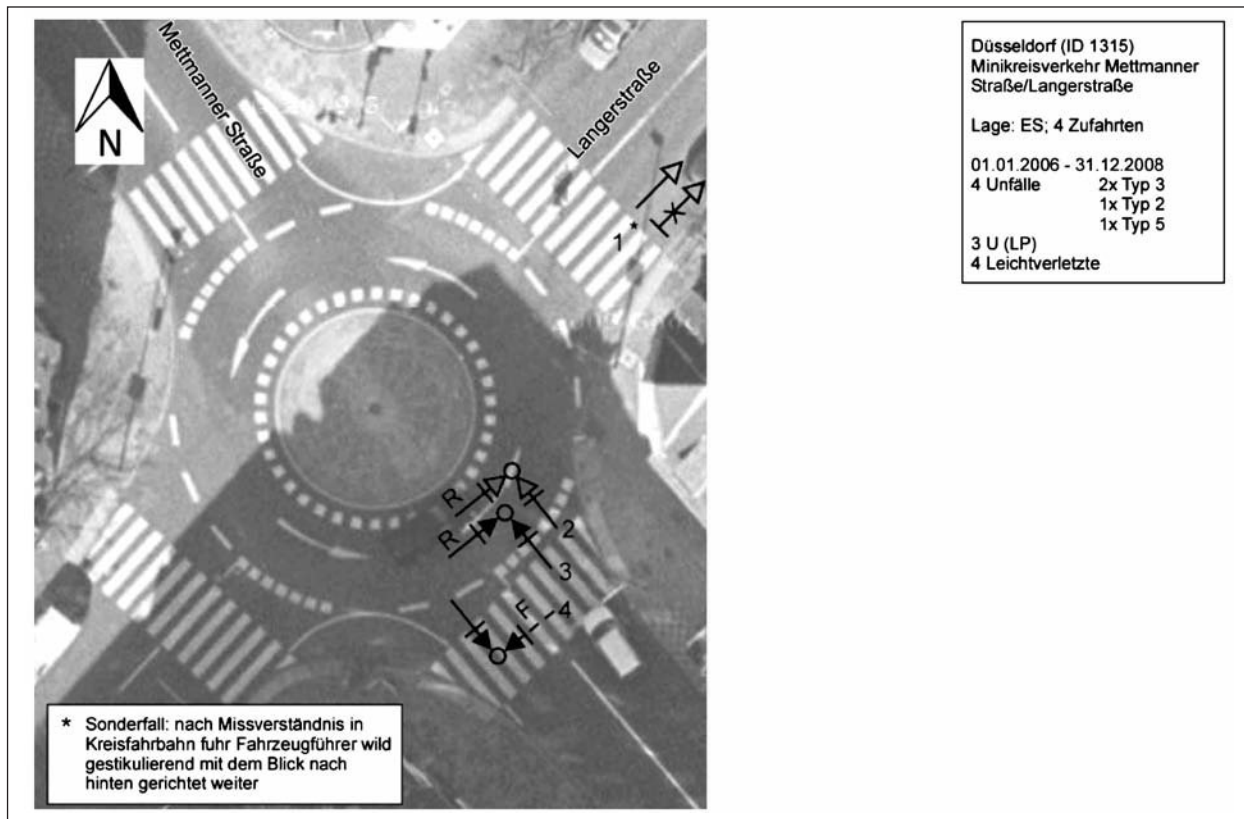 N
Mettmanner Straße
Langerstraße
1 *
R
R
2
3
F
4
* Sonderfall: nach Missverständnis in
Kreisfahrbahn fuhr Fahrzeugführer wild
gestikulierend mit dem Blick nach
hinten gerichtet weiter
Düsseldorf (ID 1315)
Minikreisverkehr Mettmanner
Straße/Langerstraße
Lage: ES; 4 Zufahrten
01.01.2006 - 31.12.2008
4 Unfälle 2x Typ 3
1x Typ 2
1x Typ 5
3 U (LP)
4 Leichtverletzte